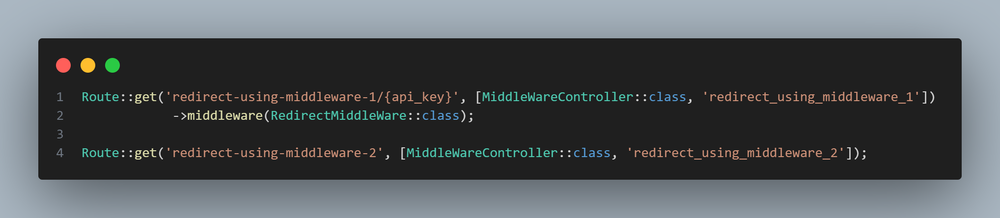 1 Route::get('redirect-using-middleware-1/{api_key}', [MiddleWareController::class, 'redirect_using_middleware_1'])
2 ->middleware(RedirectMiddleWare::class);
3
4 Route::get('redirect-using-middleware-2', [MiddleWareController::class, 'redirect_using_middleware_2']);